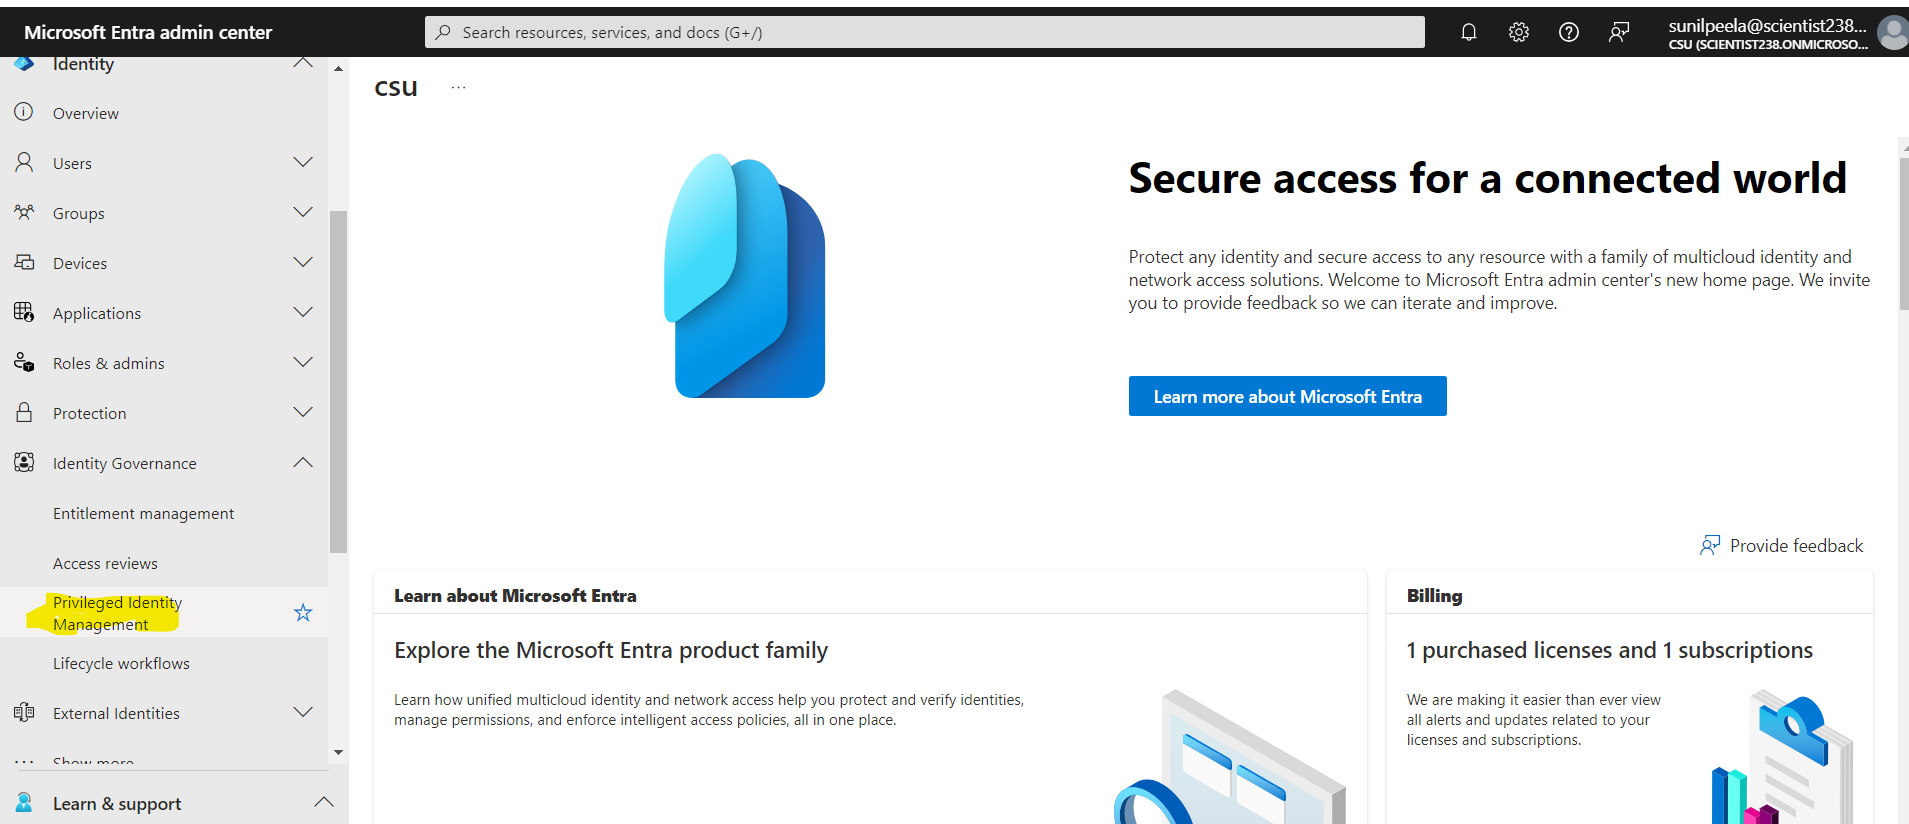 Microsoft Entra admin center
Search resources, services, and docs (G+/)
sunilpeela@scientist238...
CSU (SCIENTIST238.ONMICROSO...
Identity
Overview
Users
Groups
Devices
Applications
Roles & admins
Protection
Identity Governance
Entitlement management
Access reviews
Privileged Identity
Management
Lifecycle workflows
External Identities
Show more
Learn & support
csu
Secure access for a connected world
Protect any identity and secure access to any resource with a family of multicloud identity and
network access solutions. Welcome to Microsoft Entra admin center's new home page. We invite
you to provide feedback so we can iterate and improve.
Learn more about Microsoft Entra
Provide feedback
Learn about Microsoft Entra
Explore the Microsoft Entra product family
Learn how unified multicloud identity and network access help you protect and verify identities,
manage permissions, and enforce intelligent access policies, all in one place.
Billing
1 purchased licenses and 1 subscriptions
We are making it easier than ever view
all alerts and updates related to your
licenses and subscriptions.